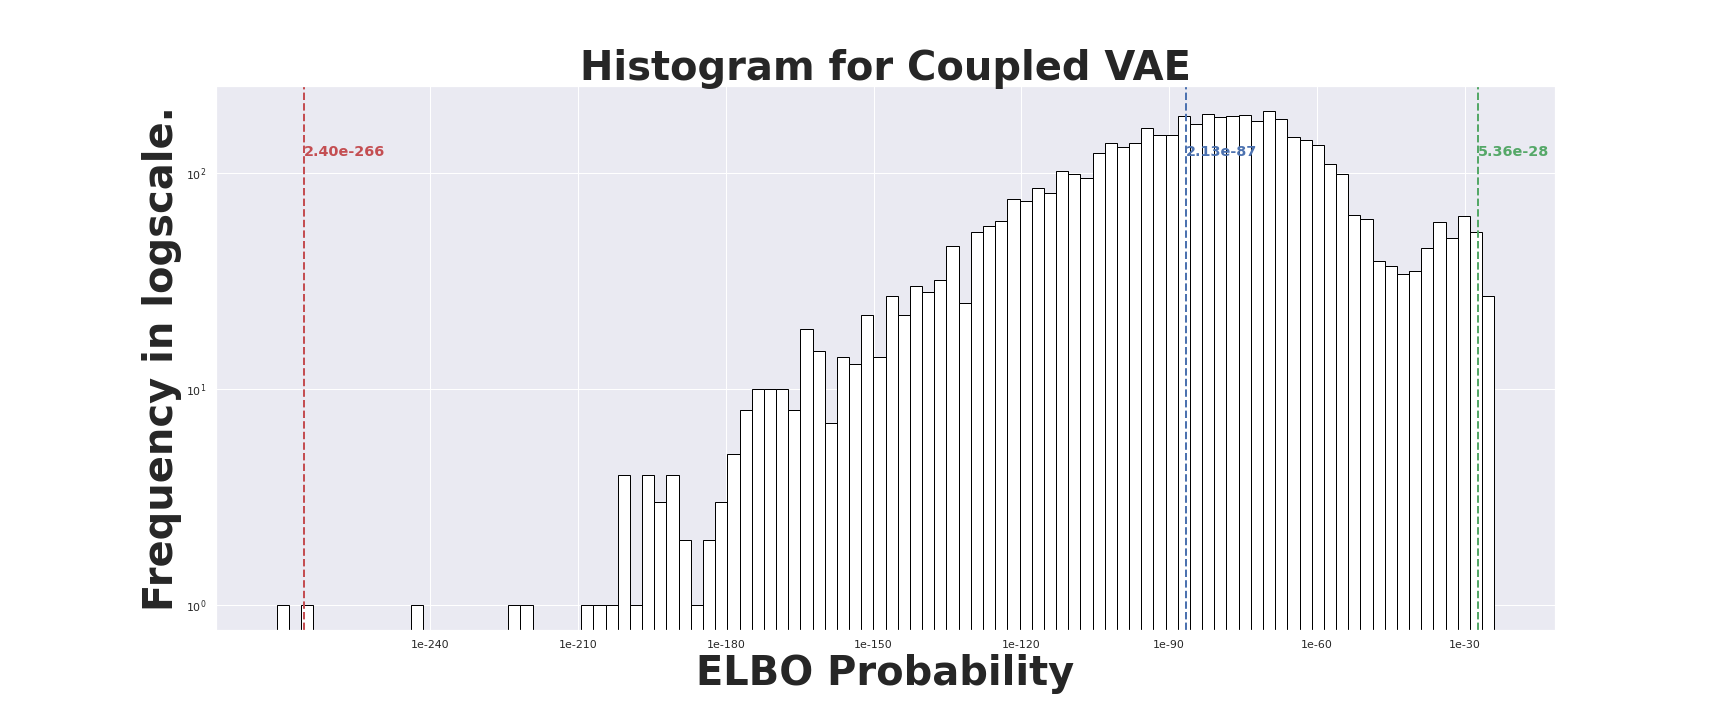 Histogram for Coupled VAE
Frequency in logscale.
10²
10¹
10⁰
2.40e-266
2.13e-87
5.36e-28
1e-240
1e-210
1e-180
1e-150
1e-120
1e-90
1e-60
1e-30
ELBO Probability